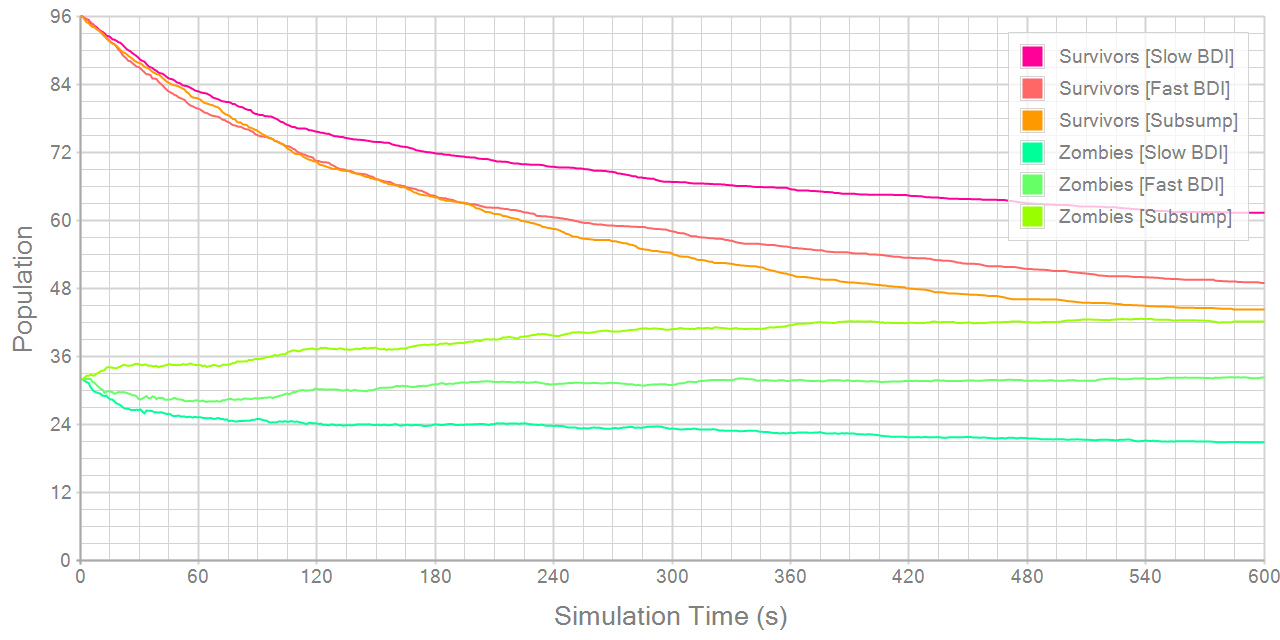 96
84
72
60
48
36
24
12
0
Population
0 60 120 180 240 300 360 420 480 540 600
Simulation Time (s)
Survivors [Slow BDI]
Survivors [Fast BDI]
Survivors [Subsump]
Zombies [Slow BDI]
Zombies [Fast BDI]
Zombies [Subsump]